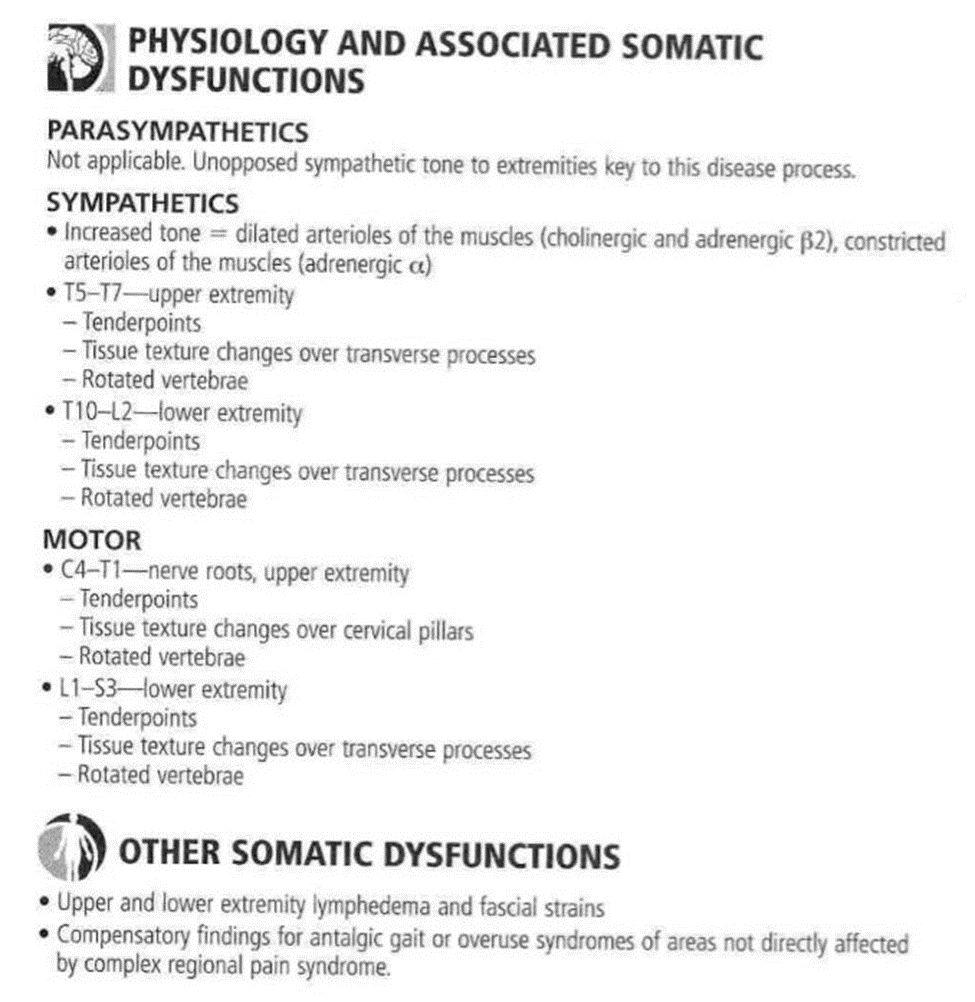 PHYSIOLOGY AND ASSOCIATED SOMATIC
DYSFUNCTIONS
PARASYMPATHETICS
Not applicable. Unopposed sympathetic tone to extremities key to this disease process.
SYMPATHETICS
• Increased tone = dilated arterioles of the muscles (cholinergic and adrenergic β2), constricted
arterioles of the muscles (adrenergic α)
• T5–T7—upper extremity
– Tenderpoints
– Tissue texture changes over transverse processes
– Rotated vertebrae
• T10–L2—lower extremity
– Tenderpoints
– Tissue texture changes over transverse processes
– Rotated vertebrae
MOTOR
• C4–T1—nerve roots, upper extremity
– Tenderpoints
– Tissue texture changes over cervical pillars
– Rotated vertebrae
• L1–S3—lower extremity
– Tenderpoints
– Tissue texture changes over transverse processes
– Rotated vertebrae
OTHER SOMATIC DYSFUNCTIONS
• Upper and lower extremity lymphedema and fascial strains
• Compensatory findings for antalgic gait or overuse syndromes of areas not directly affected
by complex regional pain syndrome.